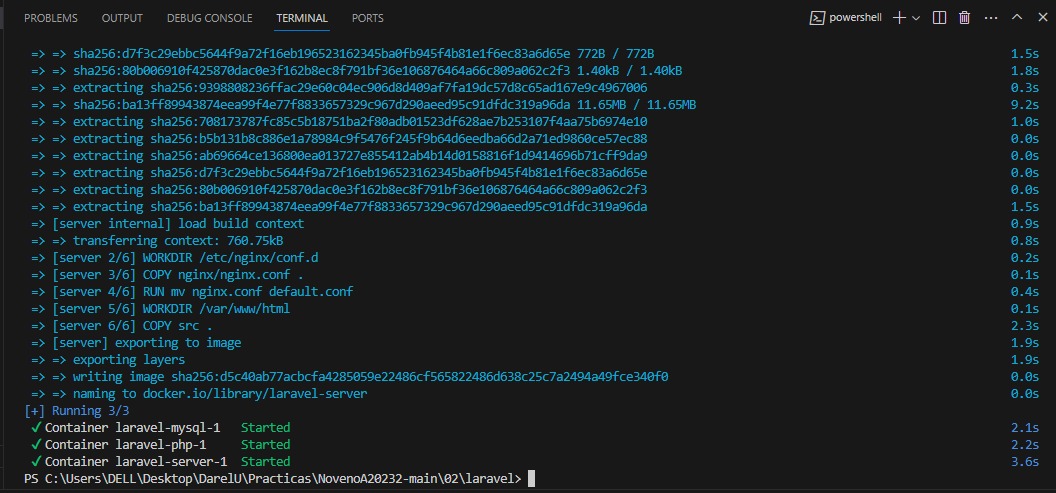 PROBLEMS OUTPUT DEBUG CONSOLE TERMINAL PORTS powershell
=> => sha256:d7f3c29ebbc5644f9a72f16eb196523162345ba0fb945f4b81e1f6ec83a6d65e 772B / 772B 1.5s
=> => sha256:80b006910f425870dac0e3f162b8ec8f791bf36e106876464a66c809a062c2f3 1.40kB / 1.40kB 1.8s
=> => extracting sha256:9398808236ffac29e60c04ec906d8d409af7fa19dc57d8c65ad167e9c4967006 0.3s
=> => sha256:ba13ff89943874eea99f4e77f8833657329c967d290aeed95c91dfdc319a96da 11.65MB / 11.65MB 9.2s
=> => extracting sha256:708173787fc85c5b18751ba2f80adb01523df628ae7b253107f4aa75b6974e10 1.0s
=> => extracting sha256:b5b131b8c886e1a78984c9f5476f245f9b64d6eedba66d2a71ed9860ce57ec88 0.0s
=> => extracting sha256:ab69664ce136800ea013727e855412ab4b14d0158816f1d9414696b71cff9da9 0.0s
=> => extracting sha256:d7f3c29ebbc5644f9a72f16eb196523162345ba0fb945f4b81e1f6ec83a6d65e 0.0s
=> => extracting sha256:80b006910f425870dac0e3f162b8ec8f791bf36e106876464a66c809a062c2f3 0.0s
=> => extracting sha256:ba13ff89943874eea99f4e77f8833657329c967d290aeed95c91dfdc319a96da 1.5s
=> [server internal] load build context 0.9s
=> => transferring context: 760.75kB 0.8s
=> [server 2/6] WORKDIR /etc/nginx/conf.d 0.2s
=> [server 3/6] COPY nginx/nginx.conf . 0.1s
=> [server 4/6] RUN mv nginx.conf default.conf 0.4s
=> [server 5/6] WORKDIR /var/www/html 0.1s
=> [server 6/6] COPY src . 2.3s
=> [server] exporting to image 1.9s
=> => exporting layers 1.9s
=> => writing image sha256:d5c40ab77acbcfa4285059e22486cf565822486d638c25c7a2494a49fce340f0 0.0s
=> => naming to docker.io/library/laravel-server 0.0s
[+] Running 3/3
✔ Container laravel-mysql-1 Started 2.1s
✔ Container laravel-php-1 Started 2.2s
✔ Container laravel-server-1 Started 3.6s
PS C:\Users\DELL\Desktop\DarelU\Practicas\NovenoA20232-main\02\laravel>